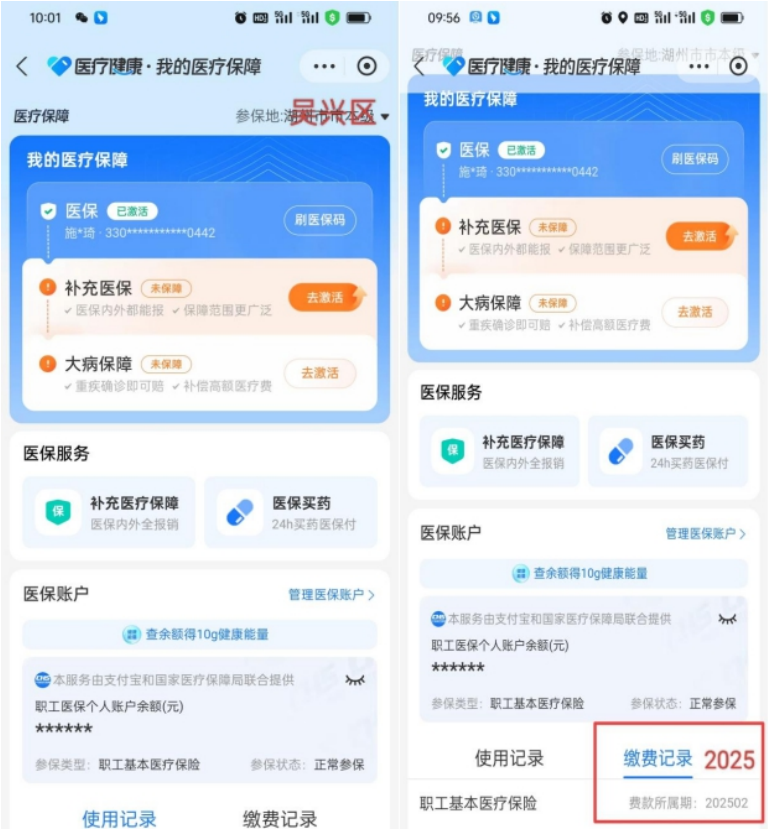 10:01
HD
5G
5G
医疗健康·我的医疗保障
医疗保障
参保地:湖州市市本级
吴兴区
我的医疗保障
医保 已激活
施*琦 · 330***********0442
刷医保码
补充医保 未保障
医保内外都能报 保障范围更广泛
去激活
大病保障 未保障
重疾确诊即可赔 补偿高额医疗费
去激活
医保服务
保
补充医疗保障
医保内外全报销
医保买药
24h买药医保付
医保账户
管理医保账户
查余额得10g健康能量
本服务由支付宝和国家医疗保障局联合提供
职工医保个人账户余额(元)
******
参保类型: 职工基本医疗保险
参保状态: 正常参保
使用记录
缴费记录
09:56
HD
5G
5G
医疗保障
参保地:湖州市市本级
医疗健康·我的医疗保障
我的医疗保障
医保 已激活
施*琦 · 330***********0442
刷医保码
补充医保 未保障
医保内外都能报 保障范围更广泛
去激活
大病保障 未保障
重疾确诊即可赔 补偿高额医疗费
去激活
医保服务
保
补充医疗保障
医保内外全报销
医保买药
24h买药医保付
医保账户
管理医保账户
查余额得10g健康能量
本服务由支付宝和国家医疗保障局联合提供
职工医保个人账户余额(元)
******
参保类型: 职工基本医疗保险
参保状态: 正常参保
使用记录
缴费记录 2025
职工基本医疗保险
费款所属期: 202502